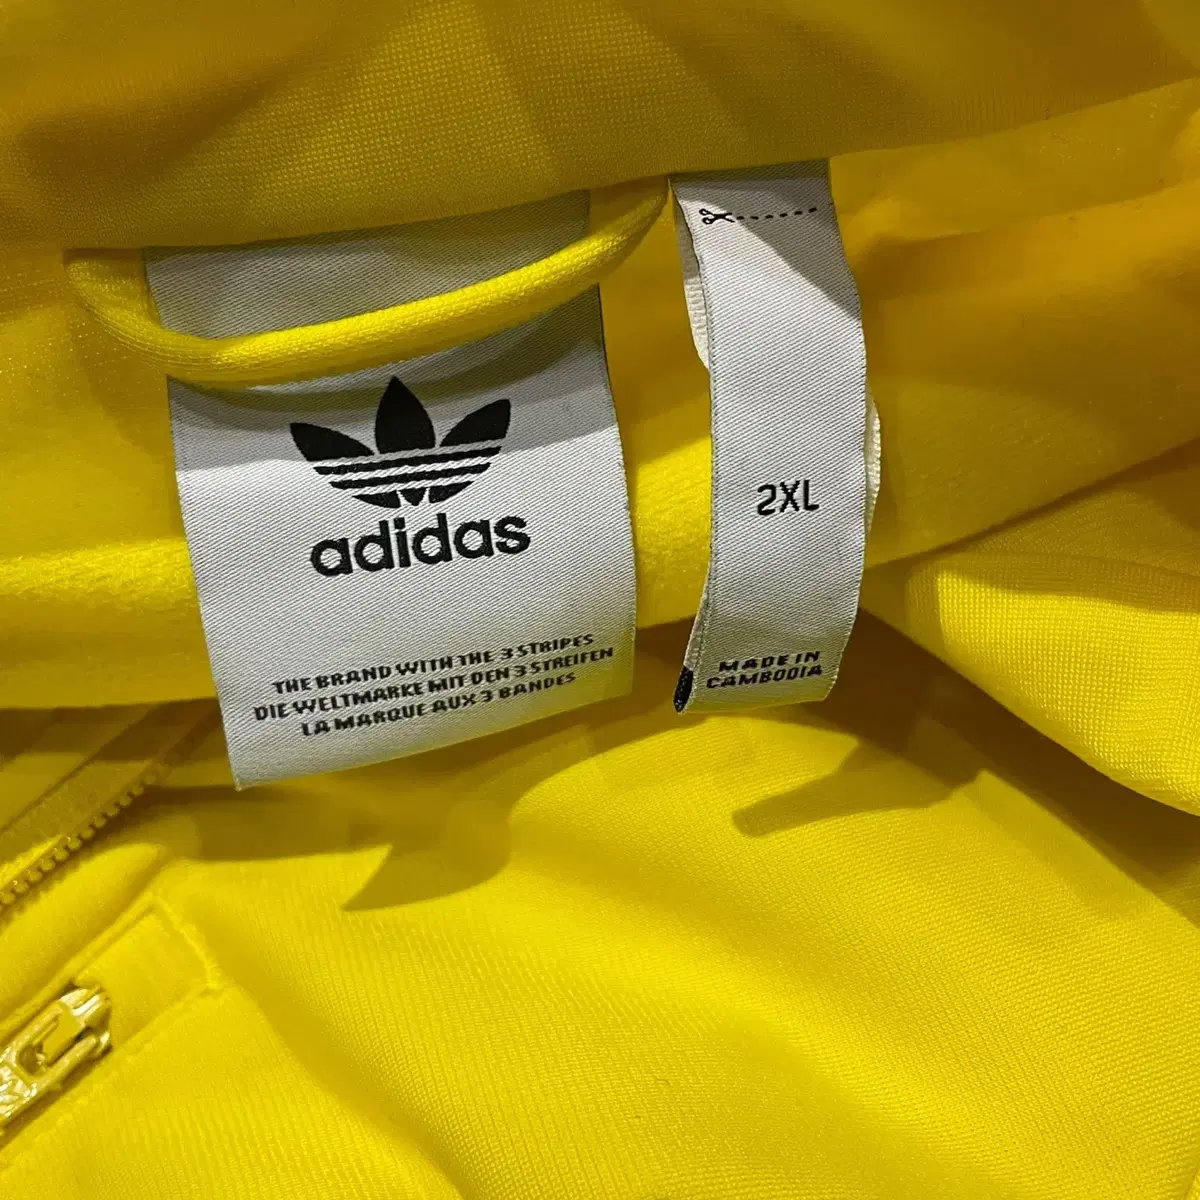 adidas
THE BRAND WITH THE 3 STRIPES
DIE WELTMARKE MIT DEN 3 STREIFEN
LA MARQUE AUX 3 BANDES
2XL
MADE IN
CAMBODIA